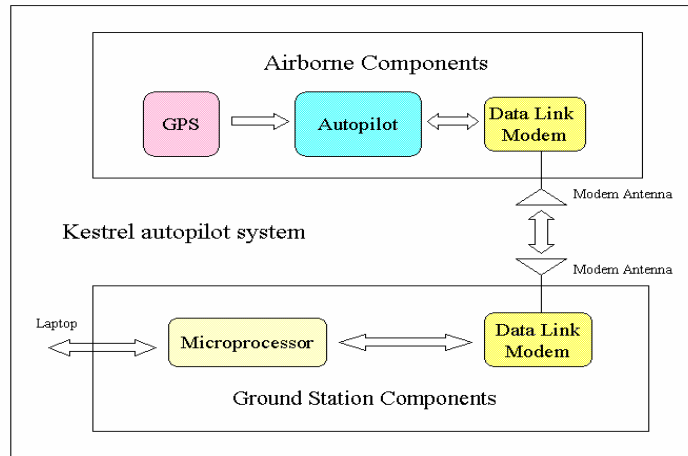 Airborne Components
GPS
Autopilot
Data Link
Modem
Modem Antenna
Kestrel autopilot system
Modem Antenna
Laptop
Microprocessor
Data Link
Modem
Ground Station Components